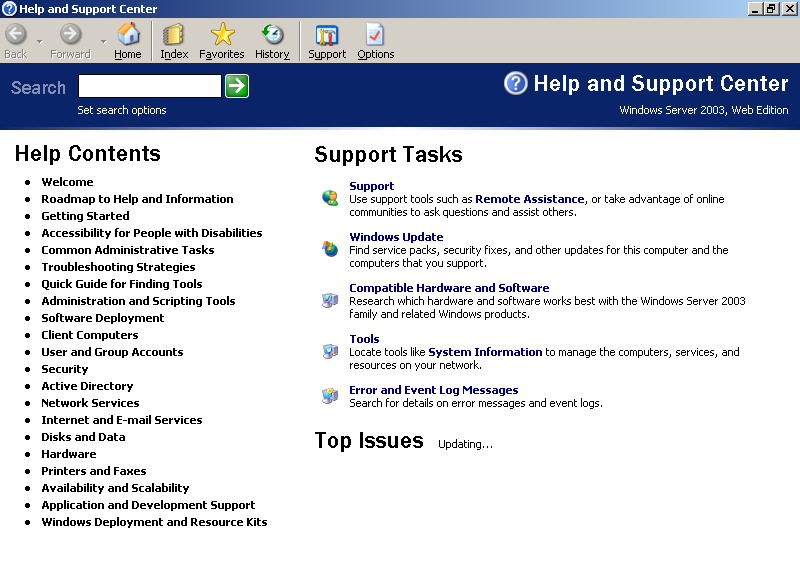 Help and Support Center
Back
Forward
Home
Index
Favorites
History
Support
Options
Search
Set search options
Help and Support Center
Windows Server 2003, Web Edition
Help Contents
Welcome
Roadmap to Help and Information
Getting Started
Accessibility for People with Disabilities
Common Administrative Tasks
Troubleshooting Strategies
Quick Guide for Finding Tools
Administration and Scripting Tools
Software Deployment
Client Computers
User and Group Accounts
Security
Active Directory
Network Services
Internet and E-mail Services
Disks and Data
Hardware
Printers and Faxes
Availability and Scalability
Application and Development Support
Windows Deployment and Resource Kits
Support Tasks
Support
Use support tools such as Remote Assistance, or take advantage of online
communities to ask questions and assist others.
Windows Update
Find service packs, security fixes, and other updates for this computer and the
computers that you support.
Compatible Hardware and Software
Research which hardware and software works best with the Windows Server 2003
family and related Windows products.
Tools
Locate tools like System Information to manage the computers, services, and
resources on your network.
Error and Event Log Messages
Search for details on error messages and event logs.
Top Issues Updating...